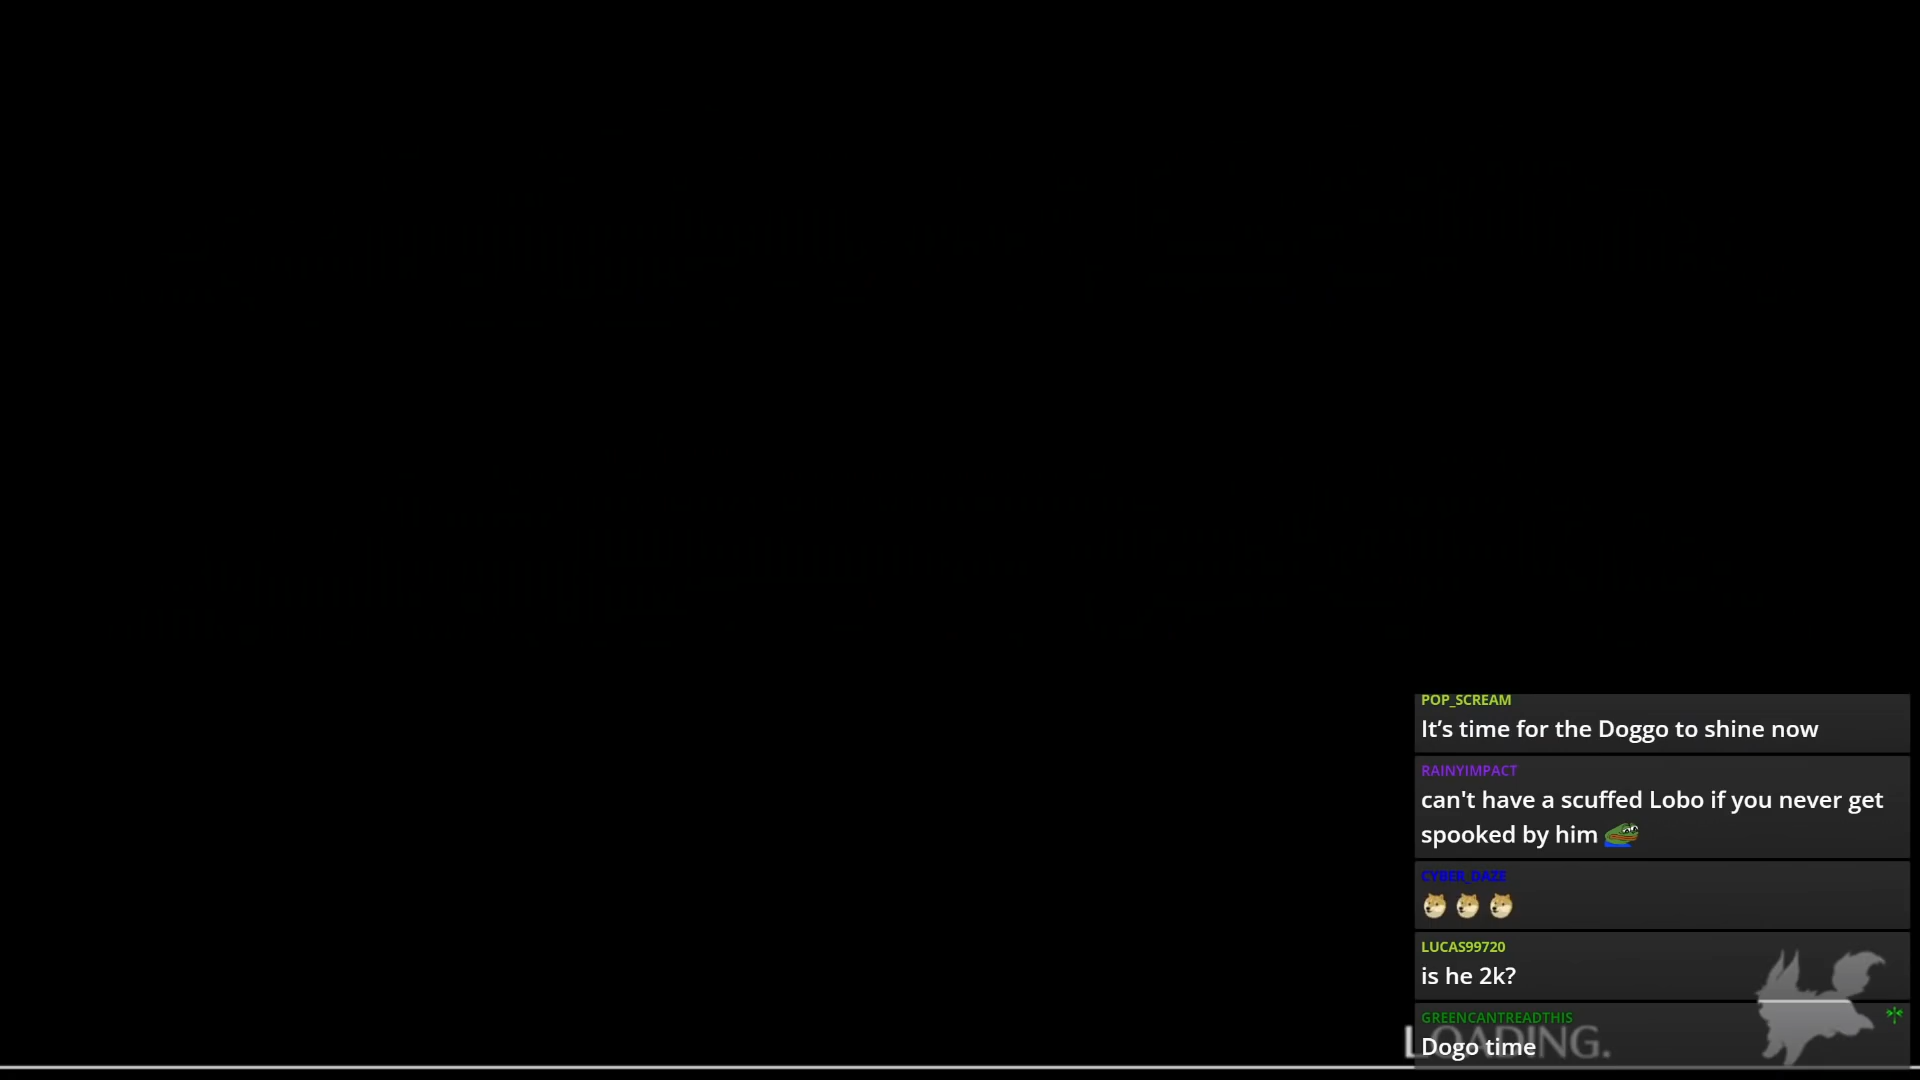 POP_SCREAM
It’s time for the Doggo to shine now
RAINYIMPACT
can't have a scuffed Lobo if you never get
spooked by him
CYBER_DAZE
LUCAS99720
is he 2k?
GREENCANTREADTHIS
Dogo time
LOADING.